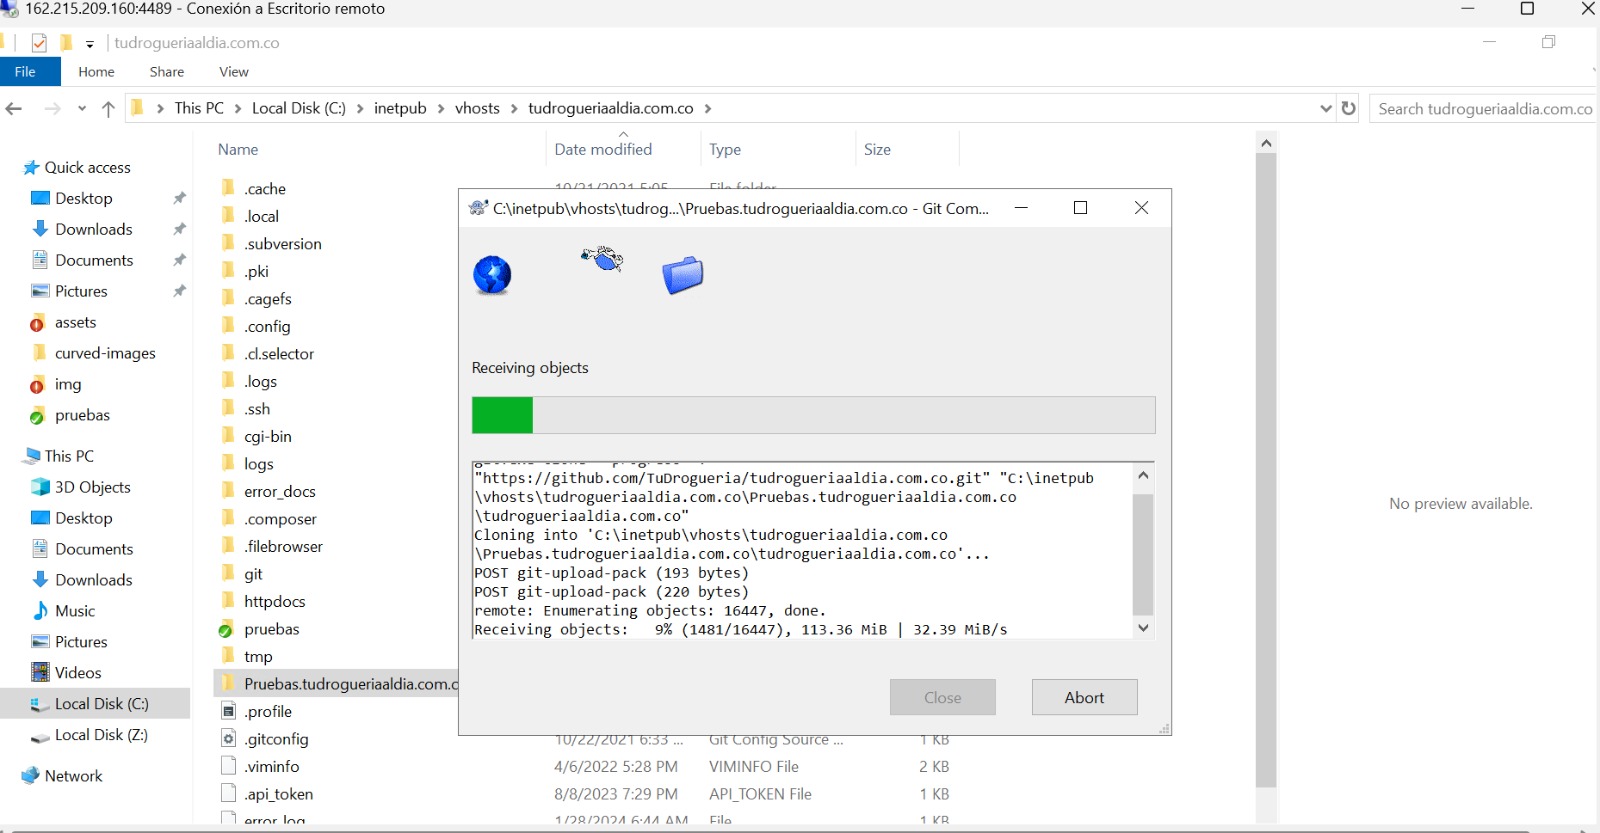 162.215.209.160:4489 - Conexión a Escritorio remoto
tudrogueriaaldia.com.co
File Home Share View
This PC > Local Disk (C:) > inetpub > vhosts > tudrogueriaaldia.com.co >
Search tudrogueriaaldia.com.co
Name Date modified Type Size
Quick access
Desktop
Downloads
Documents
Pictures
assets
curved-images
img
pruebas
This PC
3D Objects
Desktop
Documents
Downloads
Music
Pictures
Videos
Local Disk (C:)
Local Disk (Z:)
Network
.cache 10/21/2021 5:05 File folder
.local
.subversion
.pki
.cagefs
.config
.cl.selector
.logs
.ssh
cgi-bin
logs
error_docs
.composer
.filebrowser
git
httpdocs
pruebas
tmp
Pruebas.tudrogueriaaldia.com.c
.profile
.gitconfig 10/22/2021 6:33 ... Git Config Source ... 1 KB
.viminfo 4/6/2022 5:28 PM VIMINFO File 2 KB
.api_token 8/8/2023 7:29 PM API_TOKEN File 1 KB
error_log 1/28/2024 6:44 AM File 1 KB
C:\inetpub\vhosts\tudrog...\Pruebas.tudrogueriaaldia.com.co - Git Com...
Receiving objects
"https://github.com/TuDrogueria/tudrogueriaaldia.com.co.git" "C:\inetpub
\vhosts\tudrogueriaaldia.com.co\Pruebas.tudrogueriaaldia.com.co
\tudrogueriaaldia.com.co"
Cloning into 'C:\inetpub\vhosts\tudrogueriaaldia.com.co
\Pruebas.tudrogueriaaldia.com.co\tudrogueriaaldia.com.co'...
POST git-upload-pack (193 bytes)
POST git-upload-pack (220 bytes)
remote: Enumerating objects: 16447, done.
Receiving objects: 9% (1481/16447), 113.36 MiB | 32.39 MiB/s
Close Abort
No preview available.